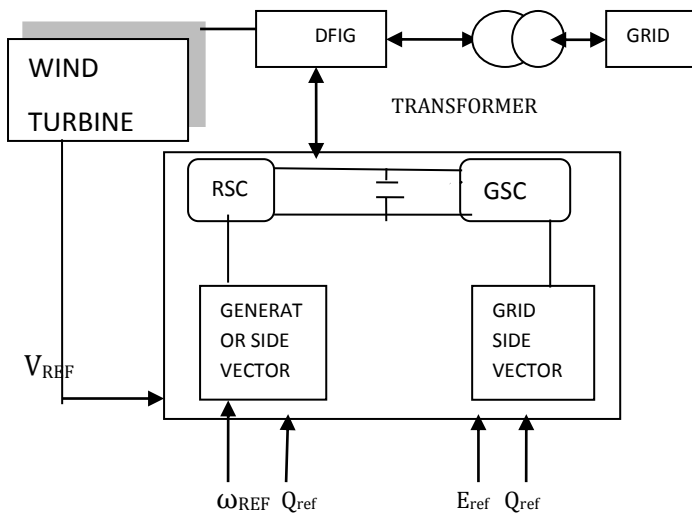 DFIG
GRID
WIND
TURBINE
TRANSFORMER
RSC
GSC
GENERAT
OR SIDE
VECTOR
GRID
SIDE
VECTOR
VREF
ωREF Qref
Eref Qref